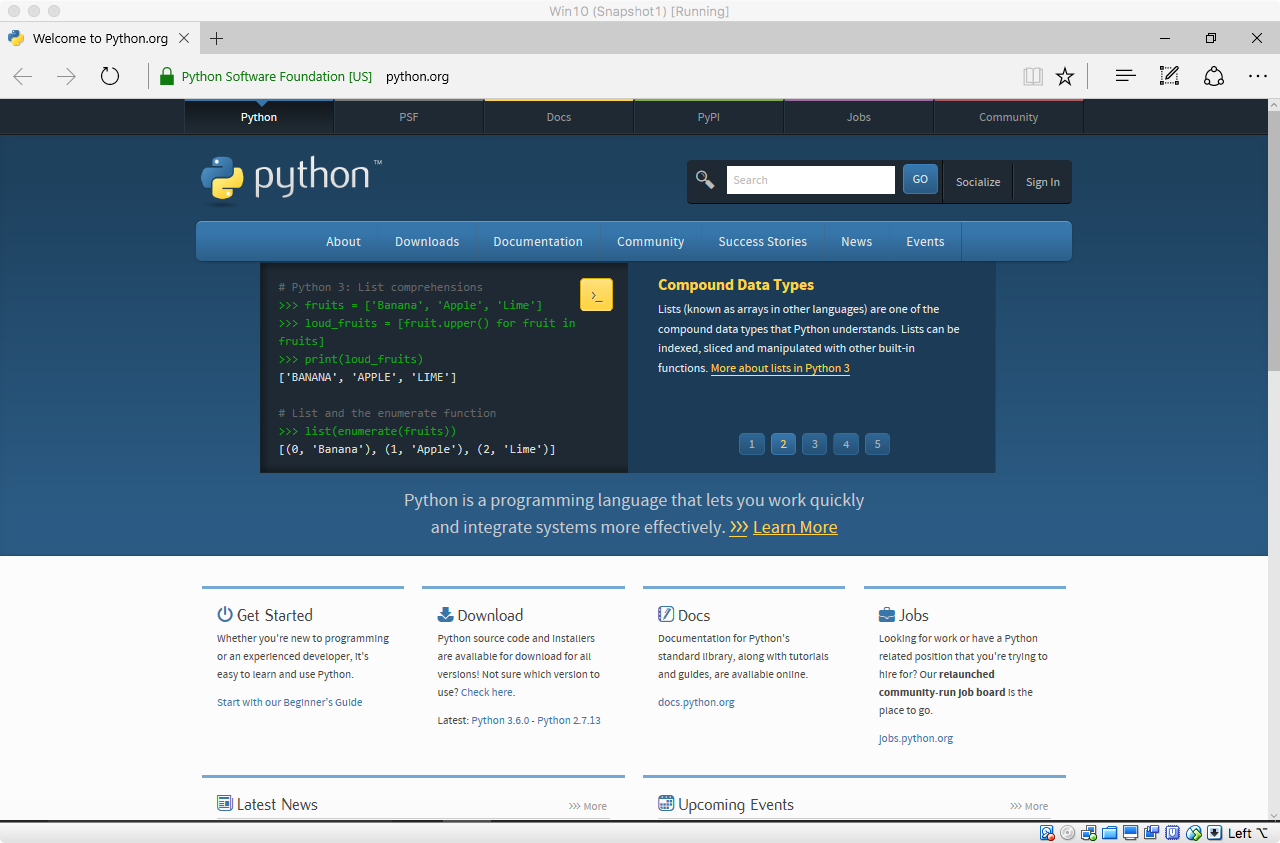 Win10 (Snapshot1) [Running]
Welcome to Python.org
Python Software Foundation [US] python.org
Python PSF Docs PyPI Jobs Community
python™
Search GO Socialize Sign In
About Downloads Documentation Community Success Stories News Events
# Python 3: List comprehensions
>>> fruits = ['Banana', 'Apple', 'Lime']
>>> loud_fruits = [fruit.upper() for fruit in
fruits]
>>> print(loud_fruits)
['BANANA', 'APPLE', 'LIME']
# List and the enumerate function
>>> list(enumerate(fruits))
[(0, 'Banana'), (1, 'Apple'), (2, 'Lime')]
>_
Compound Data Types
Lists (known as arrays in other languages) are one of the
compound data types that Python understands. Lists can be
indexed, sliced and manipulated with other built-in
functions. More about lists in Python 3
1 2 3 4 5
Python is a programming language that lets you work quickly
and integrate systems more effectively. >>> Learn More
Get Started
Whether you're new to programming
or an experienced developer, it's
easy to learn and use Python.
Start with our Beginner's Guide
Download
Python source code and installers
are available for download for all
versions! Not sure which version to
use? Check here.
Latest: Python 3.6.0 - Python 2.7.13
Docs
Documentation for Python's
standard library, along with tutorials
and guides, are available online.
docs.python.org
Jobs
Looking for work or have a Python
related position that you're trying to
hire for? Our relaunched
community-run job board is the
place to go.
jobs.python.org
Latest News >>> More
Upcoming Events >>> More
Left ⌥